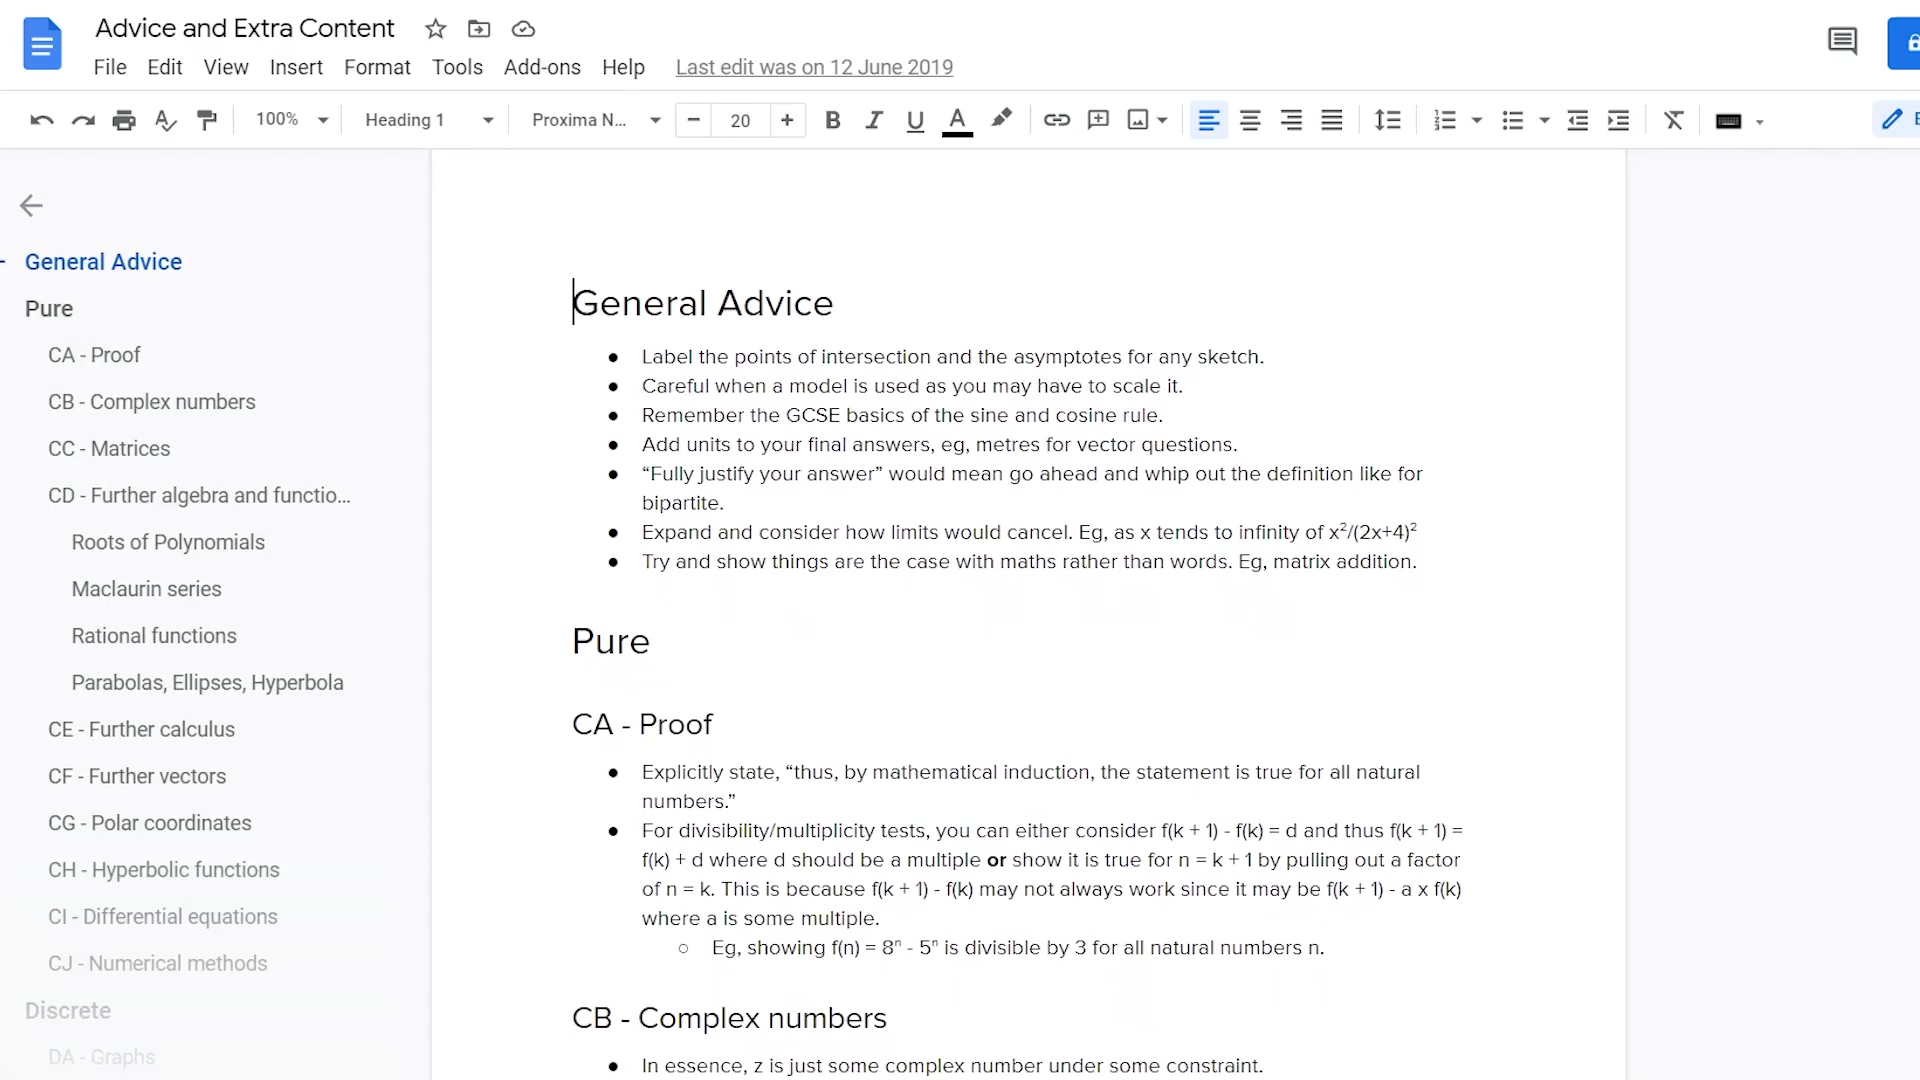 Advice and Extra Content
File Edit View Insert Format Tools Add-ons Help Last edit was on 12 June 2019
100% Heading 1 Proxima N... 20 B I U A
General Advice
Pure
CA - Proof
CB - Complex numbers
CC - Matrices
CD - Further algebra and functio...
Roots of Polynomials
Maclaurin series
Rational functions
Parabolas, Ellipses, Hyperbola
CE - Further calculus
CF - Further vectors
CG - Polar coordinates
CH - Hyperbolic functions
CI - Differential equations
CJ - Numerical methods
Discrete
DA - Graphs
General Advice
● Label the points of intersection and the asymptotes for any sketch.
● Careful when a model is used as you may have to scale it.
● Remember the GCSE basics of the sine and cosine rule.
● Add units to your final answers, eg, metres for vector questions.
● “Fully justify your answer” would mean go ahead and whip out the definition like for
bipartite.
● Expand and consider how limits would cancel. Eg, as x tends to infinity of x²/(2x+4)²
● Try and show things are the case with maths rather than words. Eg, matrix addition.
Pure
CA - Proof
● Explicitly state, “thus, by mathematical induction, the statement is true for all natural
numbers.”
● For divisibility/multiplicity tests, you can either consider f(k + 1) - f(k) = d and thus f(k + 1) =
f(k) + d where d should be a multiple or show it is true for n = k + 1 by pulling out a factor
of n = k. This is because f(k + 1) - f(k) may not always work since it may be f(k + 1) - a x f(k)
where a is some multiple.
○ Eg, showing f(n) = 8ⁿ - 5ⁿ is divisible by 3 for all natural numbers n.
CB - Complex numbers
● In essence, z is just some complex number under some constraint.